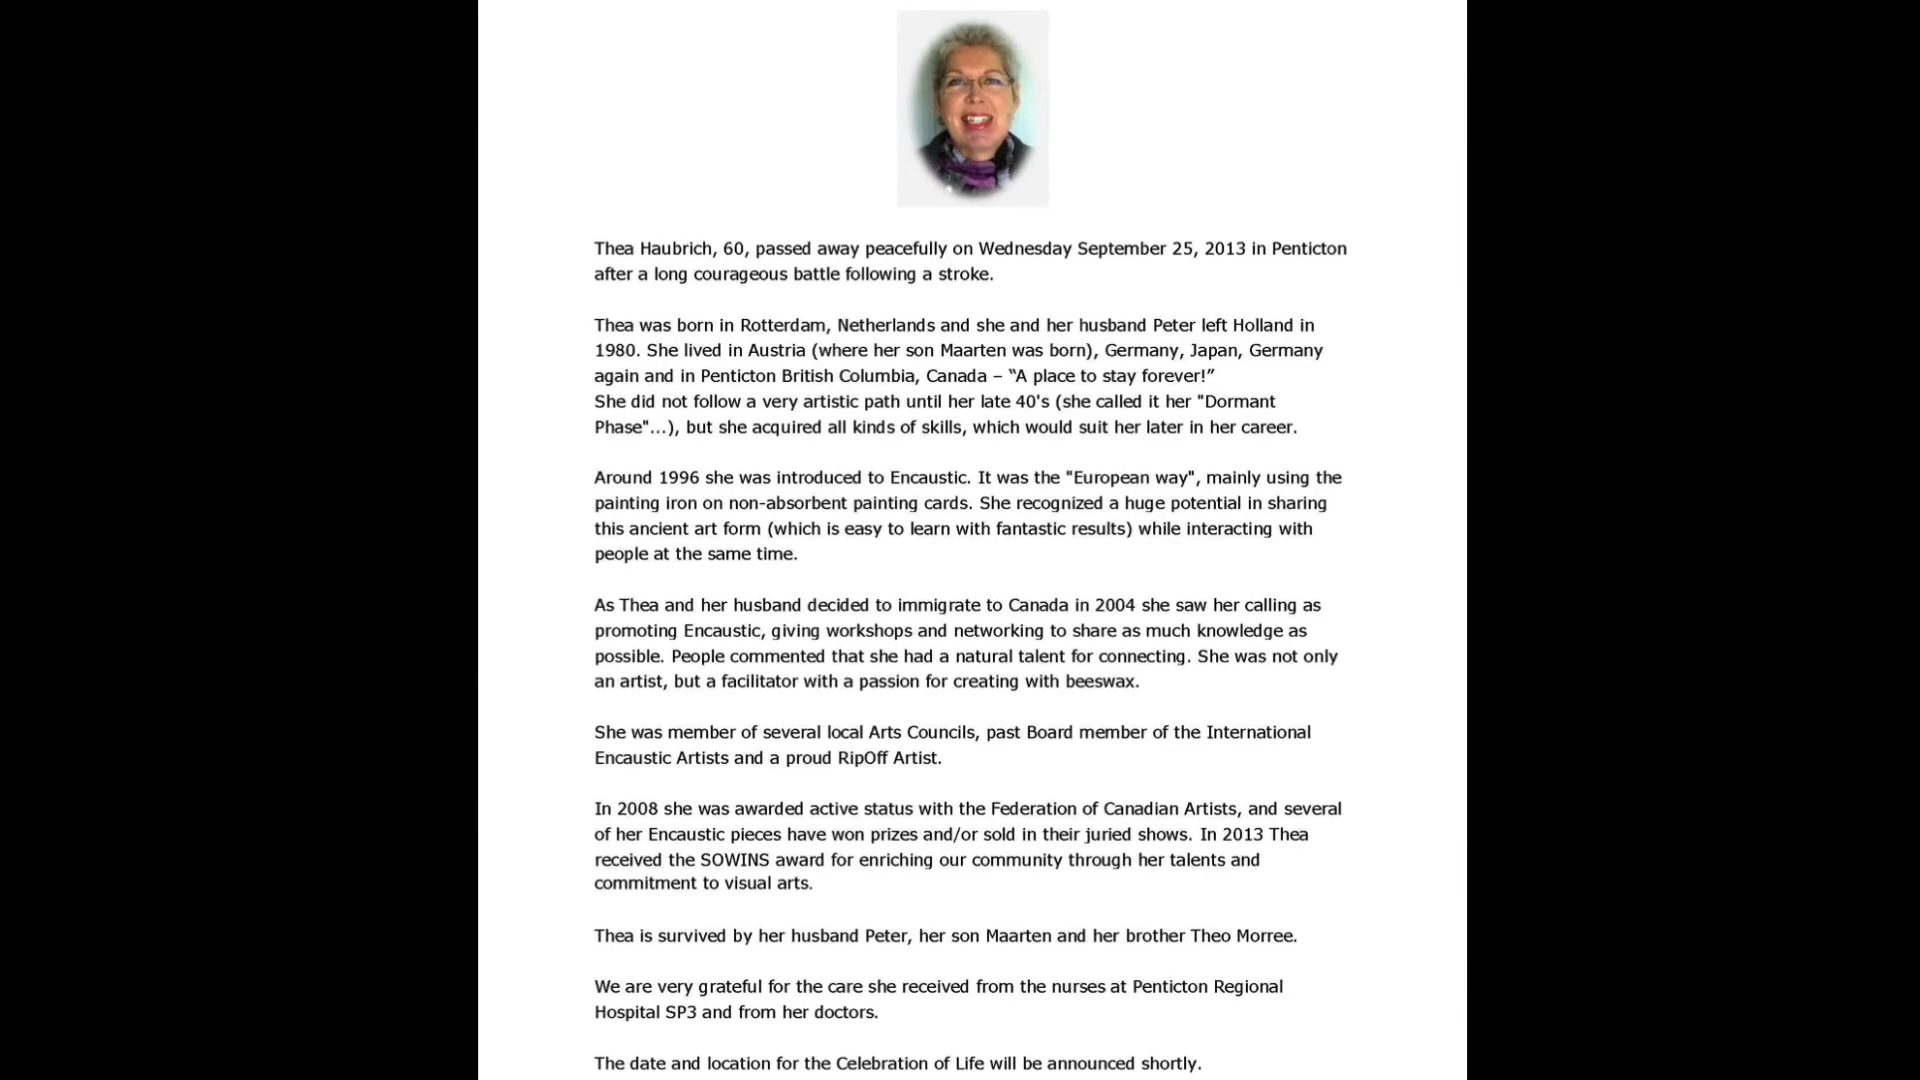 Thea Haubrich, 60, passed away peacefully on Wednesday September 25, 2013 in Penticton
after a long courageous battle following a stroke.
Thea was born in Rotterdam, Netherlands and she and her husband Peter left Holland in
1980. She lived in Austria (where her son Maarten was born), Germany, Japan, Germany
again and in Penticton British Columbia, Canada – “A place to stay forever!”
She did not follow a very artistic path until her late 40's (she called it her "Dormant
Phase"...), but she acquired all kinds of skills, which would suit her later in her career.
Around 1996 she was introduced to Encaustic. It was the "European way", mainly using the
painting iron on non-absorbent painting cards. She recognized a huge potential in sharing
this ancient art form (which is easy to learn with fantastic results) while interacting with
people at the same time.
As Thea and her husband decided to immigrate to Canada in 2004 she saw her calling as
promoting Encaustic, giving workshops and networking to share as much knowledge as
possible. People commented that she had a natural talent for connecting. She was not only
an artist, but a facilitator with a passion for creating with beeswax.
She was member of several local Arts Councils, past Board member of the International
Encaustic Artists and a proud RipOff Artist.
In 2008 she was awarded active status with the Federation of Canadian Artists, and several
of her Encaustic pieces have won prizes and/or sold in their juried shows. In 2013 Thea
received the SOWINS award for enriching our community through her talents and
commitment to visual arts.
Thea is survived by her husband Peter, her son Maarten and her brother Theo Morree.
We are very grateful for the care she received from the nurses at Penticton Regional
Hospital SP3 and from her doctors.
The date and location for the Celebration of Life will be announced shortly.